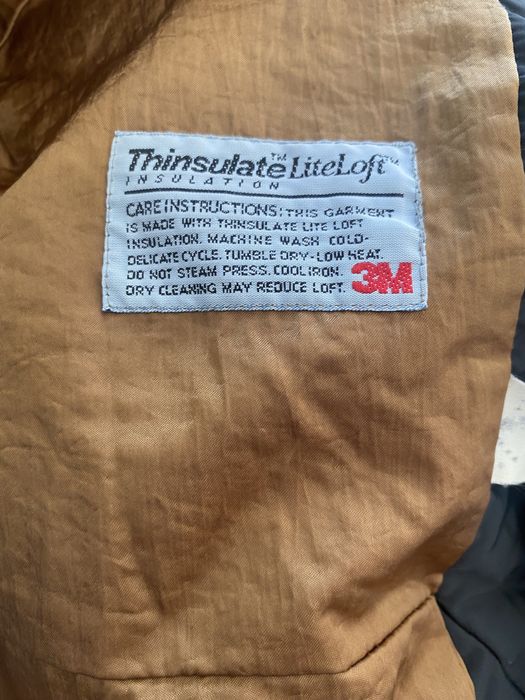 Thinsulate™ LiteLoft™
INSULATION
CARE INSTRUCTIONS: THIS GARMENT
IS MADE WITH THINSULATE LITE LOFT
INSULATION. MACHINE WASH COLD-
DELICATE CYCLE. TUMBLE DRY-LOW HEAT.
DO NOT STEAM PRESS. COOL IRON.
DRY CLEANING MAY REDUCE LOFT. 3M